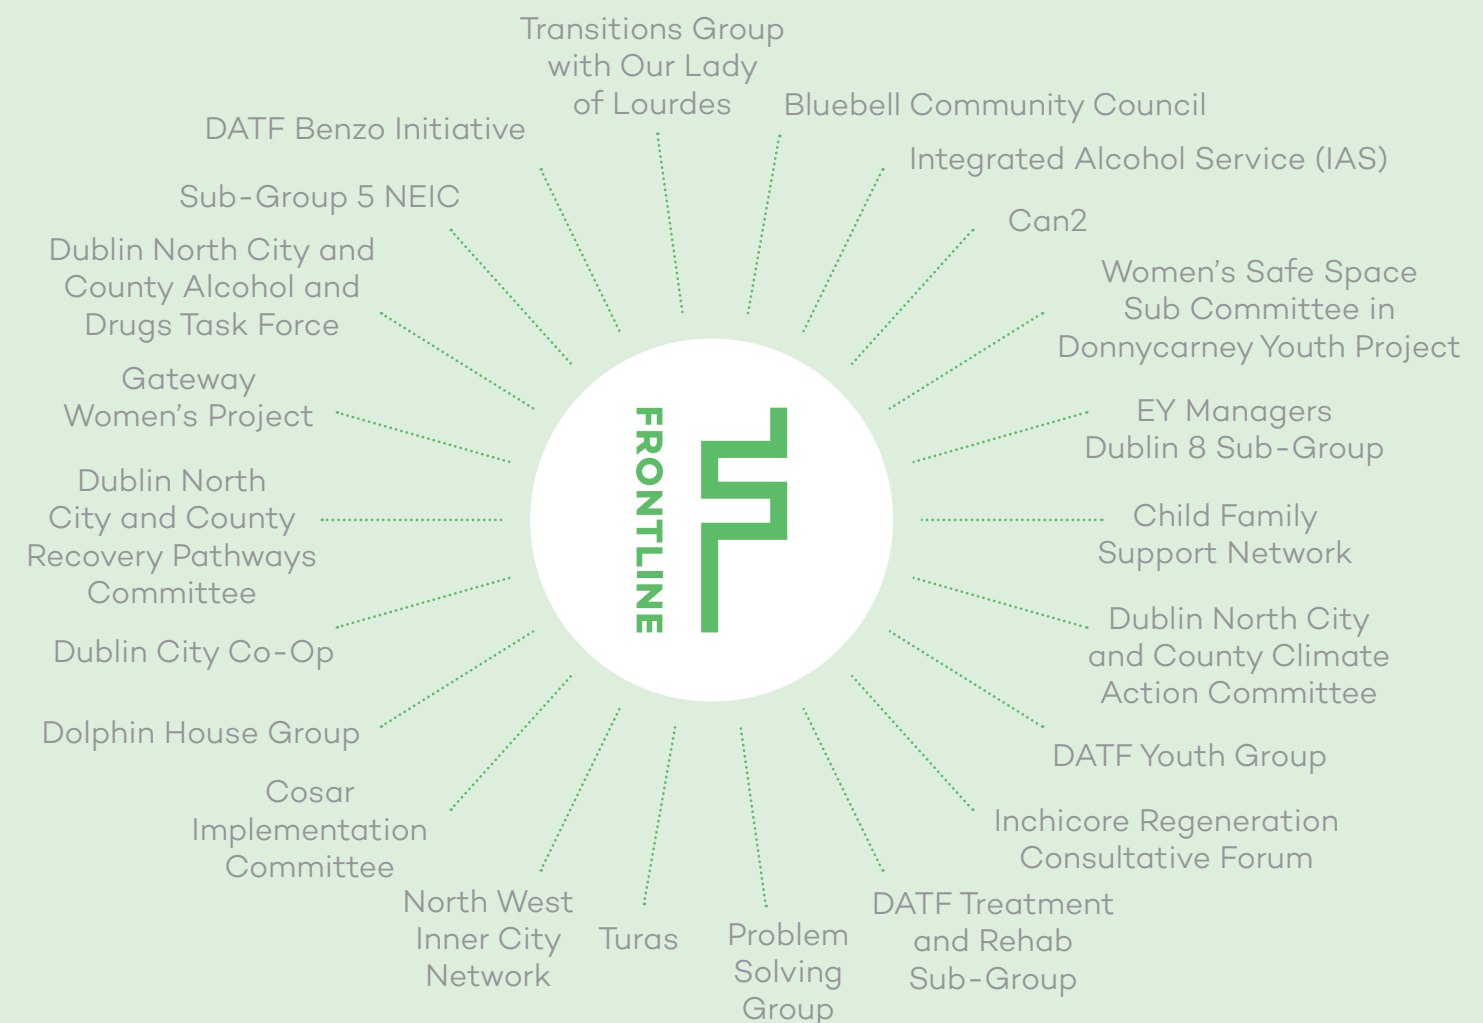 Transitions Group
with Our Lady
of Lourdes
Bluebell Community Council
Integrated Alcohol Service (IAS)
Can2
Women's Safe Space
Sub Committee in
Donnycarney Youth Project
EY Managers
Dublin 8 Sub-Group
Child Family
Support Network
Dublin North City
and County Climate
Action Committee
DATF Youth Group
Inchicore Regeneration
Consultative Forum
DATF Treatment
and Rehab
Sub-Group
Problem
Solving
Group
Turas
North West
Inner City
Network
Cosar
Implementation
Committee
Dolphin House Group
Dublin City Co-Op
Dublin North
City and County
Recovery Pathways
Committee
Gateway
Women's Project
Dublin North City and
County Alcohol and
Drugs Task Force
Sub-Group 5 NEIC
DATF Benzo Initiative
FRONTLINE